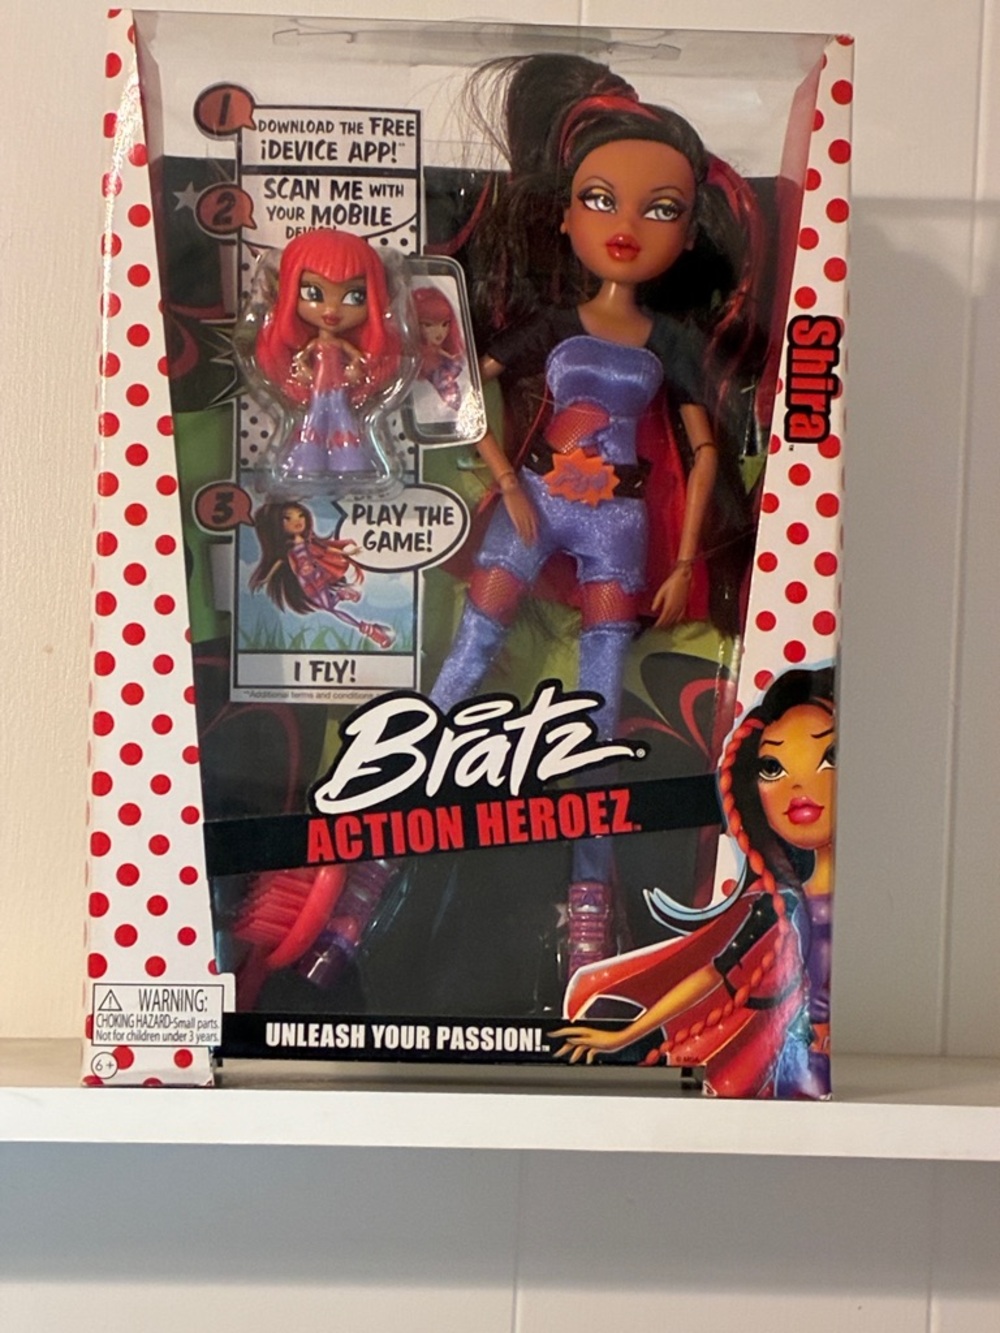 1
DOWNLOAD THE FREE
iDEVICE APP!
2
SCAN ME WITH
YOUR MOBILE
3
PLAY THE
GAME!
I FLY!
Shira
Bratz
ACTION HEROEZ
WARNING:
CHOKING HAZARD-Small parts.
Not for children under 3 years.
6+
UNLEASH YOUR PASSION!